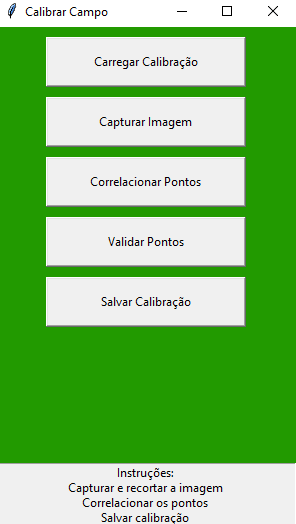 Calibrar Campo
Carregar Calibração
Capturar Imagem
Correlacionar Pontos
Validar Pontos
Salvar Calibração
Instruções:
Capturar e recortar a imagem
Correlacionar os pontos
Salvar calibração